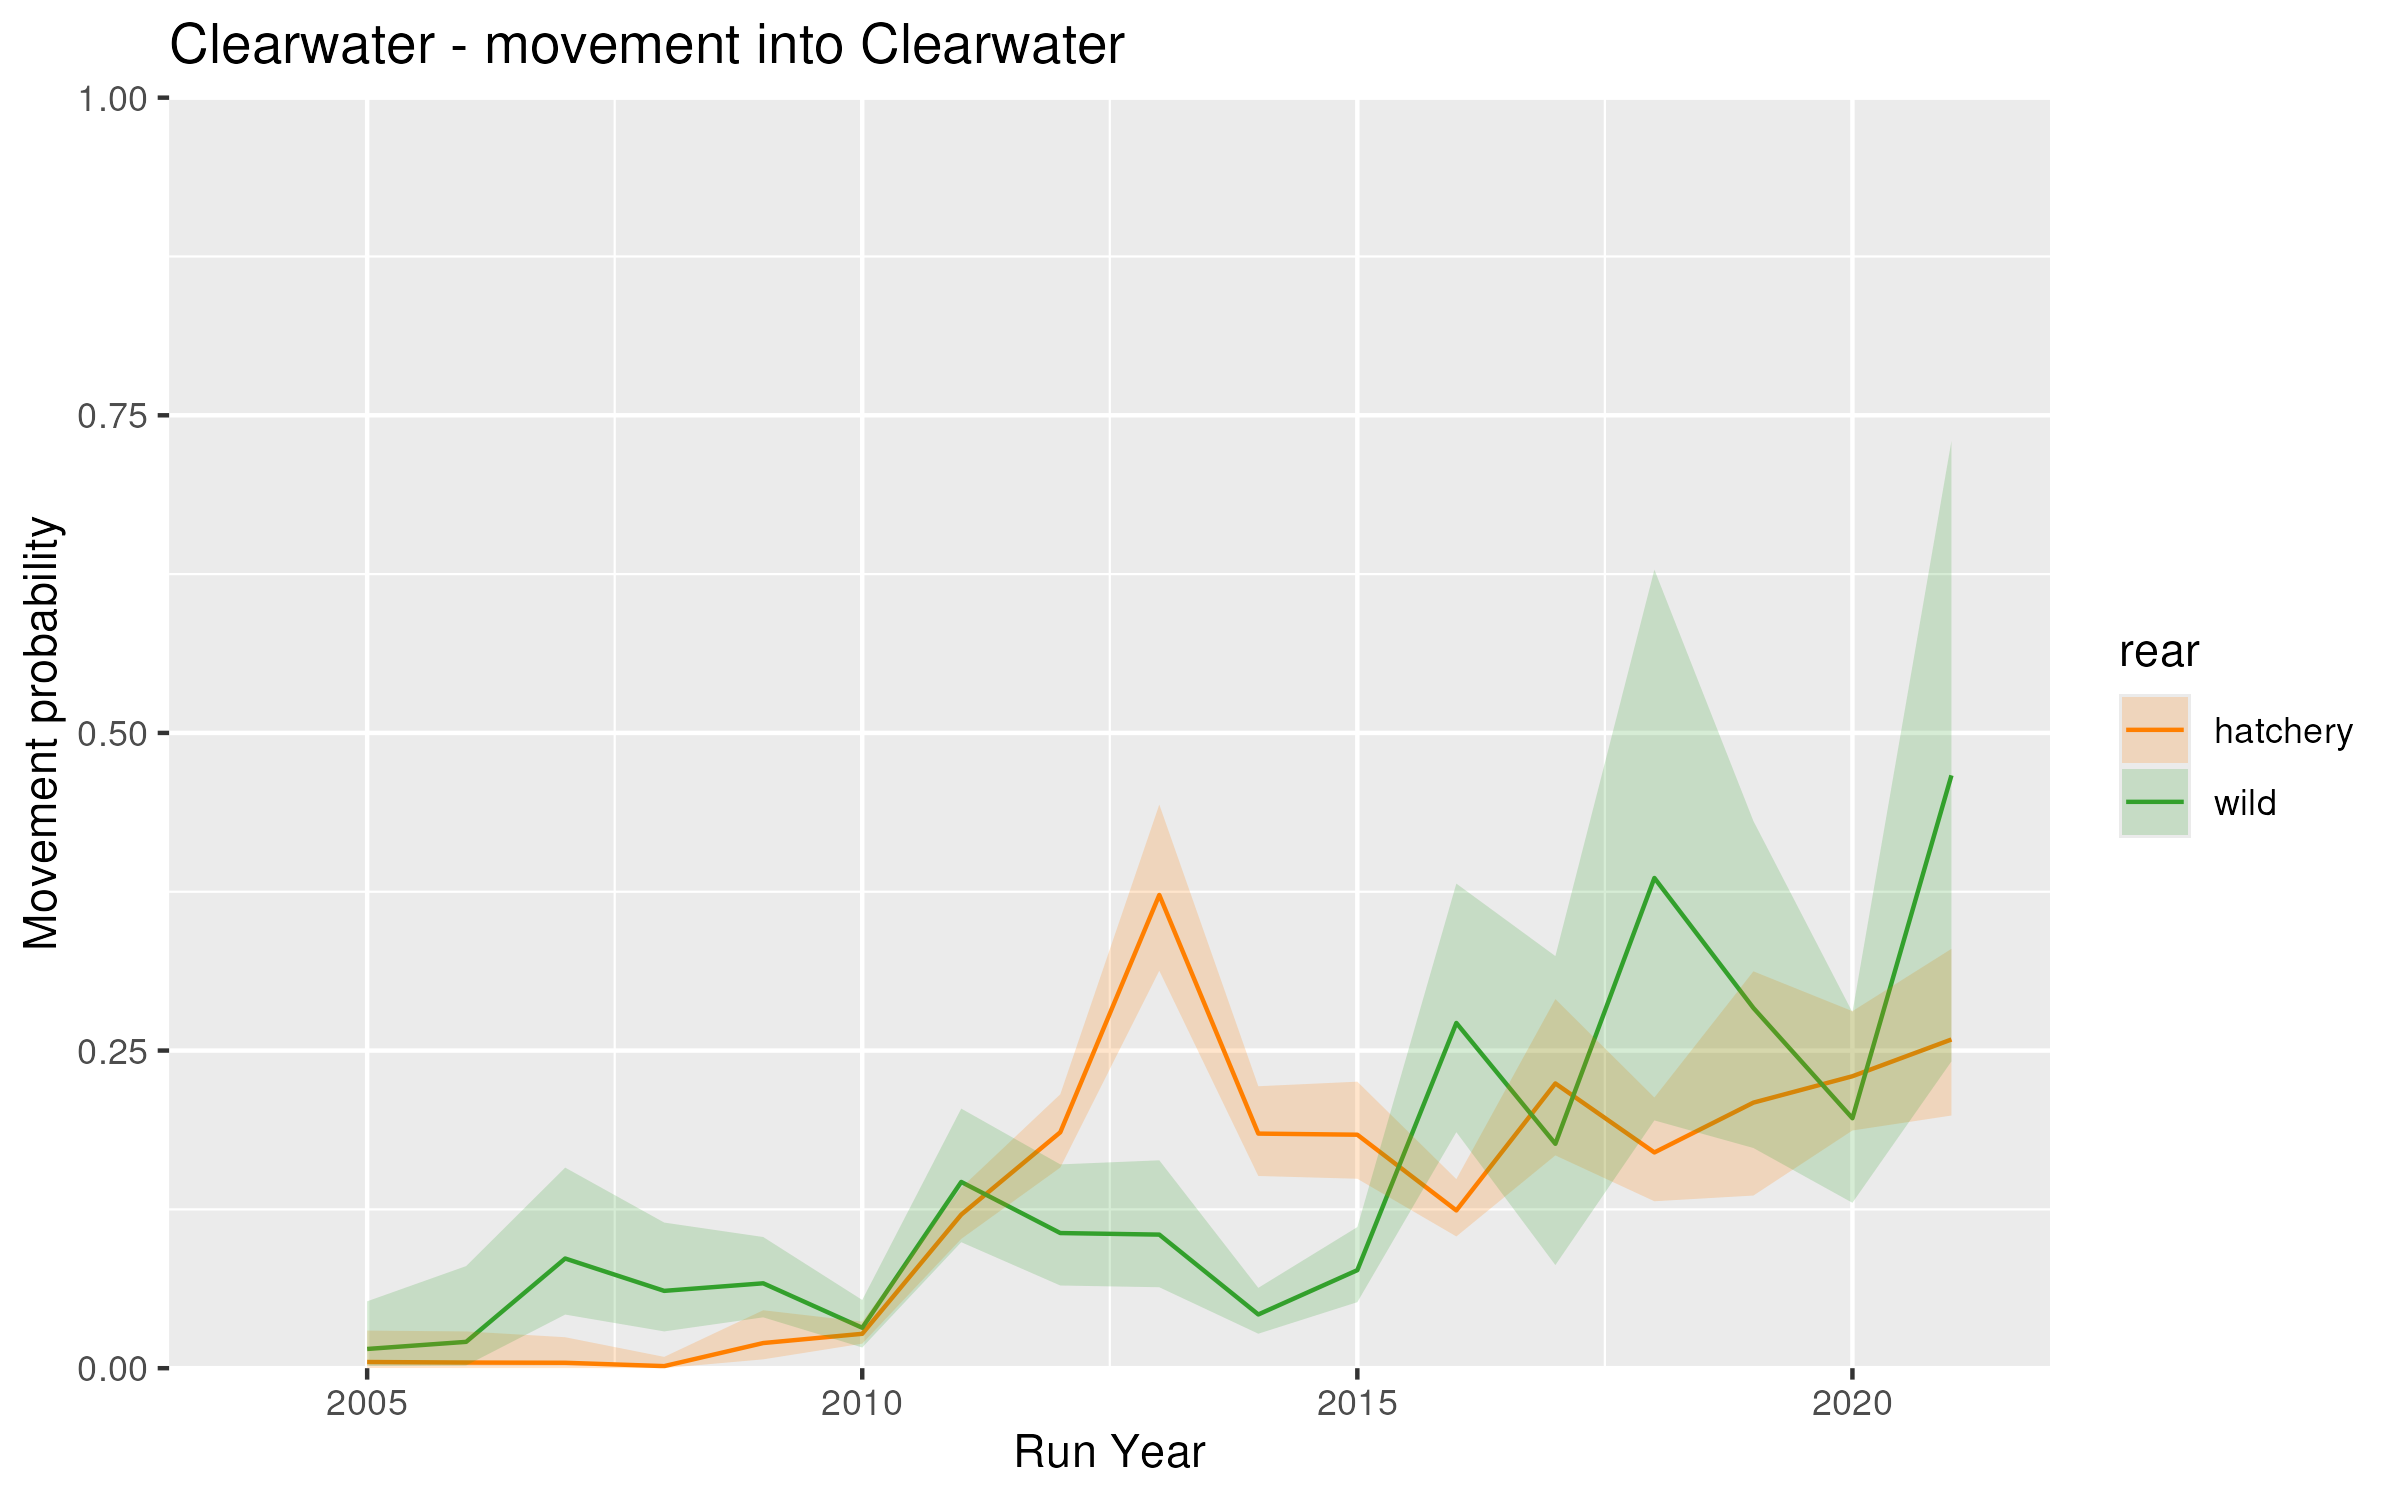 Clearwater - movement into Clearwater
1.00
0.75
0.50
0.25
0.00
Movement probability
2005 2010 2015 2020
Run Year
rear
hatchery
wild